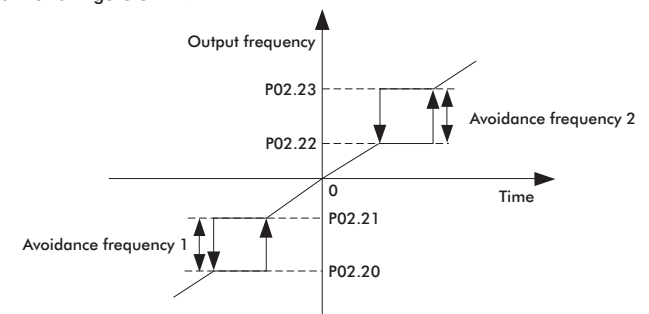 Output frequency
P02.23
Avoidance frequency 2
P02.22
0
Time
P02.21
Avoidance frequency 1
P02.20